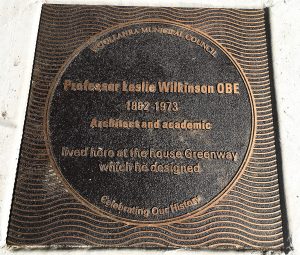 WOOLLAHRA MUNICIPAL COUNCIL
Professor Leslie Wilkinson OBE
1882-1973
Architect and academic
lived here at the house Greenway
which he designed
Celebrating Our History